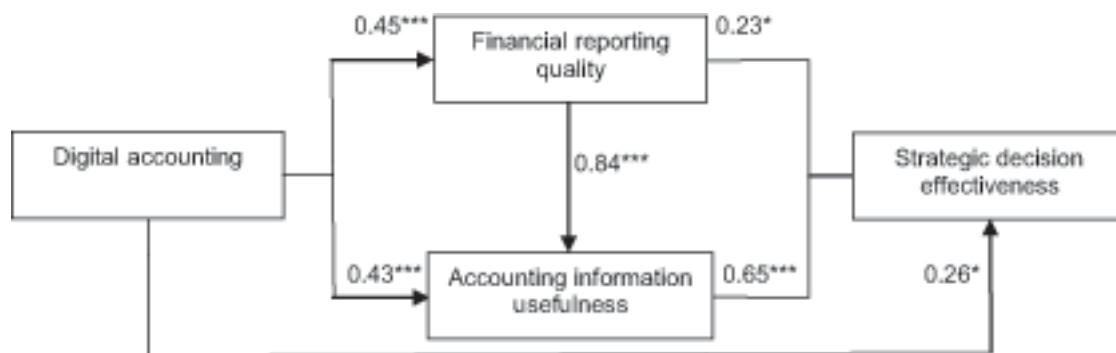 0.45***
Financial reporting
quality
0.23*
Digital accounting
0.84***
Strategic decision
effectiveness
0.43***
Accounting information
usefulness
0.65***
0.26*